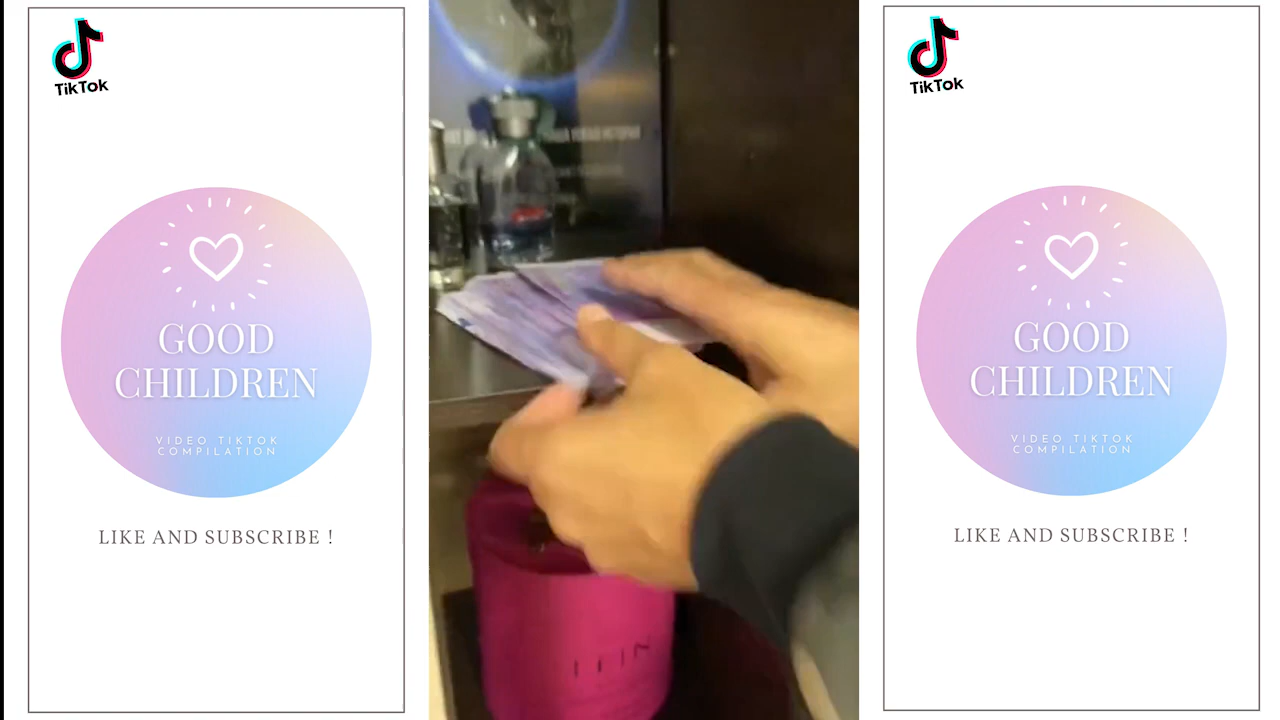 TikTok
GOOD
CHILDREN
VIDEO TIKTOK
COMPILATION
LIKE AND SUBSCRIBE !
TikTok
GOOD
CHILDREN
VIDEO TIKTOK
COMPILATION
LIKE AND SUBSCRIBE !